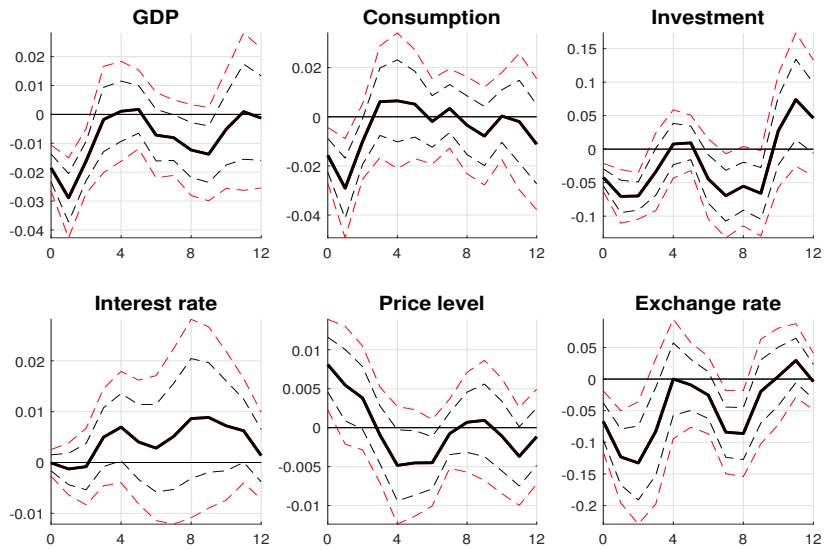 GDP
0.02
0.01
0
-0.01
-0.02
-0.03
-0.04
0 4 8 12
Consumption
0.02
0
-0.02
-0.04
0 4 8 12
Investment
0.15
0.1
0.05
0
-0.05
-0.1
0 4 8 12
Interest rate
0.02
0.01
0
-0.01
0 4 8 12
Price level
0.01
0.005
0
-0.005
-0.01
0 4 8 12
Exchange rate
0.05
0
-0.05
-0.1
-0.15
-0.2
0 4 8 12